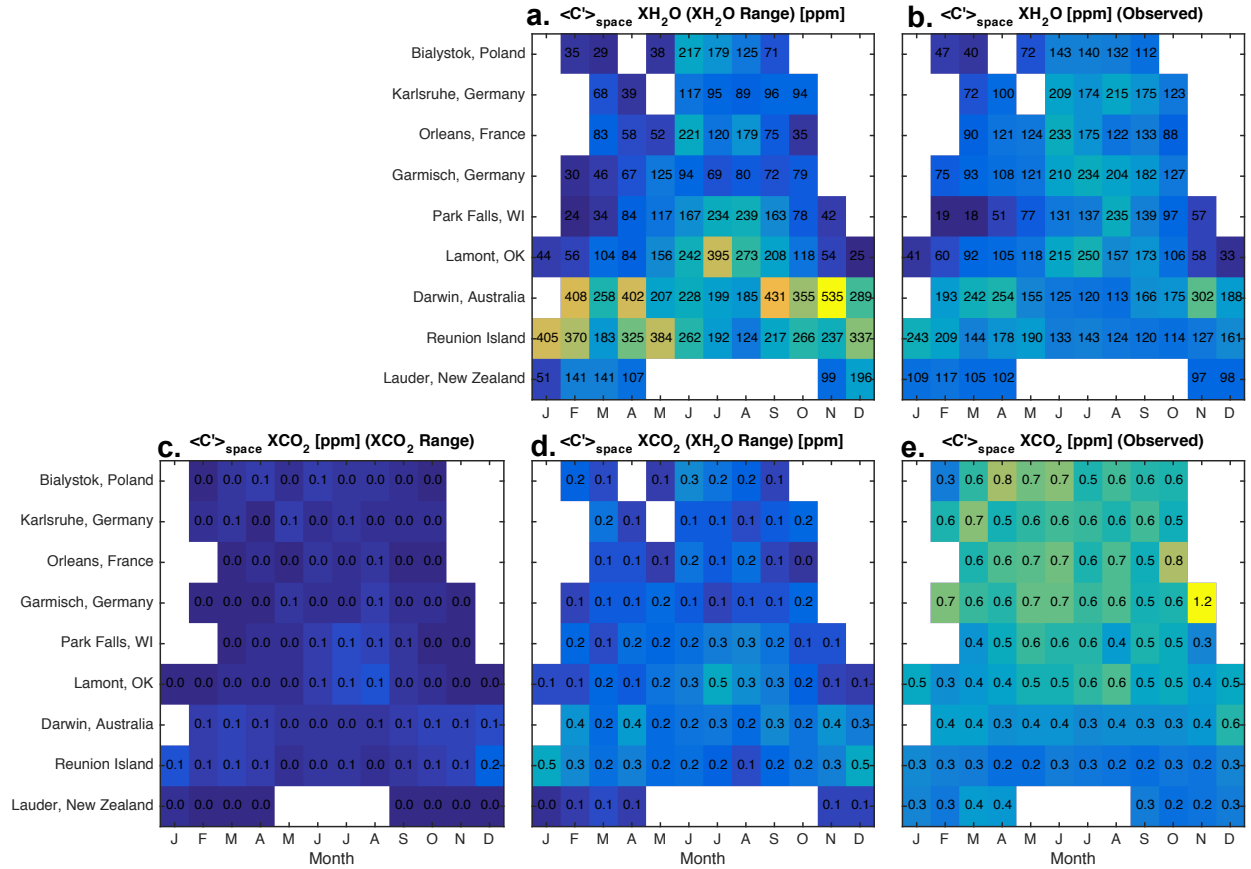 a. <C'>space XH2O (XH2O Range) [ppm] b. <C'>space XH2O [ppm] (Observed)
Bialystok, Poland 35 29 38 217 179 125 71 47 40 72 143 140 132 112
Karlsruhe, Germany 68 39 117 95 89 96 94 72 100 209 174 215 175 123
Orleans, France 83 58 52 221 120 179 75 35 90 121 124 233 175 122 133 88
Garmisch, Germany 30 46 67 125 94 69 80 72 79 75 93 108 121 210 234 204 182 127
Park Falls, WI 24 34 84 117 167 234 239 163 78 42 19 18 51 77 131 137 235 139 97 57
Lamont, OK 44 56 104 84 156 242 395 273 208 118 54 25 41 60 92 105 118 215 250 157 173 106 58 33
Darwin, Australia 408 258 402 207 228 199 185 431 355 535 289 193 242 254 155 125 120 113 166 175 302 188
Reunion Island 405 370 183 325 384 262 192 124 217 266 237 337 243 209 144 178 190 133 143 124 120 114 127 161
Lauder, New Zealand 51 141 141 107 99 196 109 117 105 102 97 98
J F M A M J J A S O N D J F M A M J J A S O N D
c. <C'>space XCO2 [ppm] (XCO2 Range) d. <C'>space XCO2 (XH2O Range) [ppm] e. <C'>space XCO2 [ppm] (Observed)
Bialystok, Poland 0.0 0.0 0.1 0.0 0.1 0.0 0.0 0.0 0.0 0.2 0.1 0.1 0.3 0.2 0.2 0.1 0.3 0.6 0.8 0.7 0.7 0.5 0.6 0.6 0.6
Karlsruhe, Germany 0.0 0.1 0.0 0.1 0.0 0.1 0.0 0.0 0.0 0.2 0.1 0.1 0.1 0.1 0.1 0.2 0.6 0.7 0.5 0.6 0.6 0.6 0.6 0.6 0.5
Orleans, France 0.0 0.0 0.0 0.0 0.0 0.1 0.0 0.0 0.1 0.1 0.1 0.2 0.1 0.2 0.1 0.0 0.6 0.6 0.7 0.7 0.6 0.7 0.5 0.8
Garmisch, Germany 0.0 0.0 0.0 0.1 0.0 0.0 0.1 0.0 0.0 0.0 0.1 0.1 0.1 0.2 0.1 0.1 0.1 0.1 0.2 0.7 0.6 0.6 0.7 0.7 0.6 0.6 0.5 0.6 1.2
Park Falls, WI 0.0 0.0 0.0 0.1 0.1 0.1 0.1 0.0 0.0 0.2 0.1 0.2 0.2 0.2 0.3 0.3 0.2 0.1 0.1 0.4 0.5 0.6 0.6 0.6 0.4 0.5 0.5 0.3
Lamont, OK 0.0 0.0 0.0 0.0 0.0 0.1 0.1 0.1 0.0 0.0 0.0 0.0 0.1 0.1 0.2 0.1 0.2 0.3 0.5 0.3 0.3 0.2 0.1 0.1 0.5 0.3 0.4 0.4 0.5 0.5 0.6 0.6 0.5 0.5 0.4 0.5
Darwin, Australia 0.1 0.1 0.1 0.0 0.0 0.0 0.1 0.1 0.1 0.1 0.1 0.4 0.2 0.4 0.2 0.2 0.2 0.2 0.3 0.2 0.4 0.3 0.4 0.4 0.3 0.4 0.4 0.3 0.4 0.3 0.3 0.3 0.6
Reunion Island 0.1 0.1 0.1 0.1 0.0 0.0 0.1 0.0 0.1 0.1 0.1 0.2 0.5 0.3 0.2 0.3 0.2 0.2 0.2 0.1 0.2 0.2 0.3 0.5 0.3 0.3 0.3 0.2 0.2 0.3 0.2 0.3 0.2 0.3 0.2 0.3
Lauder, New Zealand 0.0 0.0 0.0 0.0 0.0 0.0 0.0 0.0 0.0 0.1 0.1 0.1 0.1 0.1 0.3 0.3 0.4 0.4 0.3 0.2 0.2 0.3
J F M A M J J A S O N D J F M A M J J A S O N D J F M A M J J A S O N D
Month Month Month